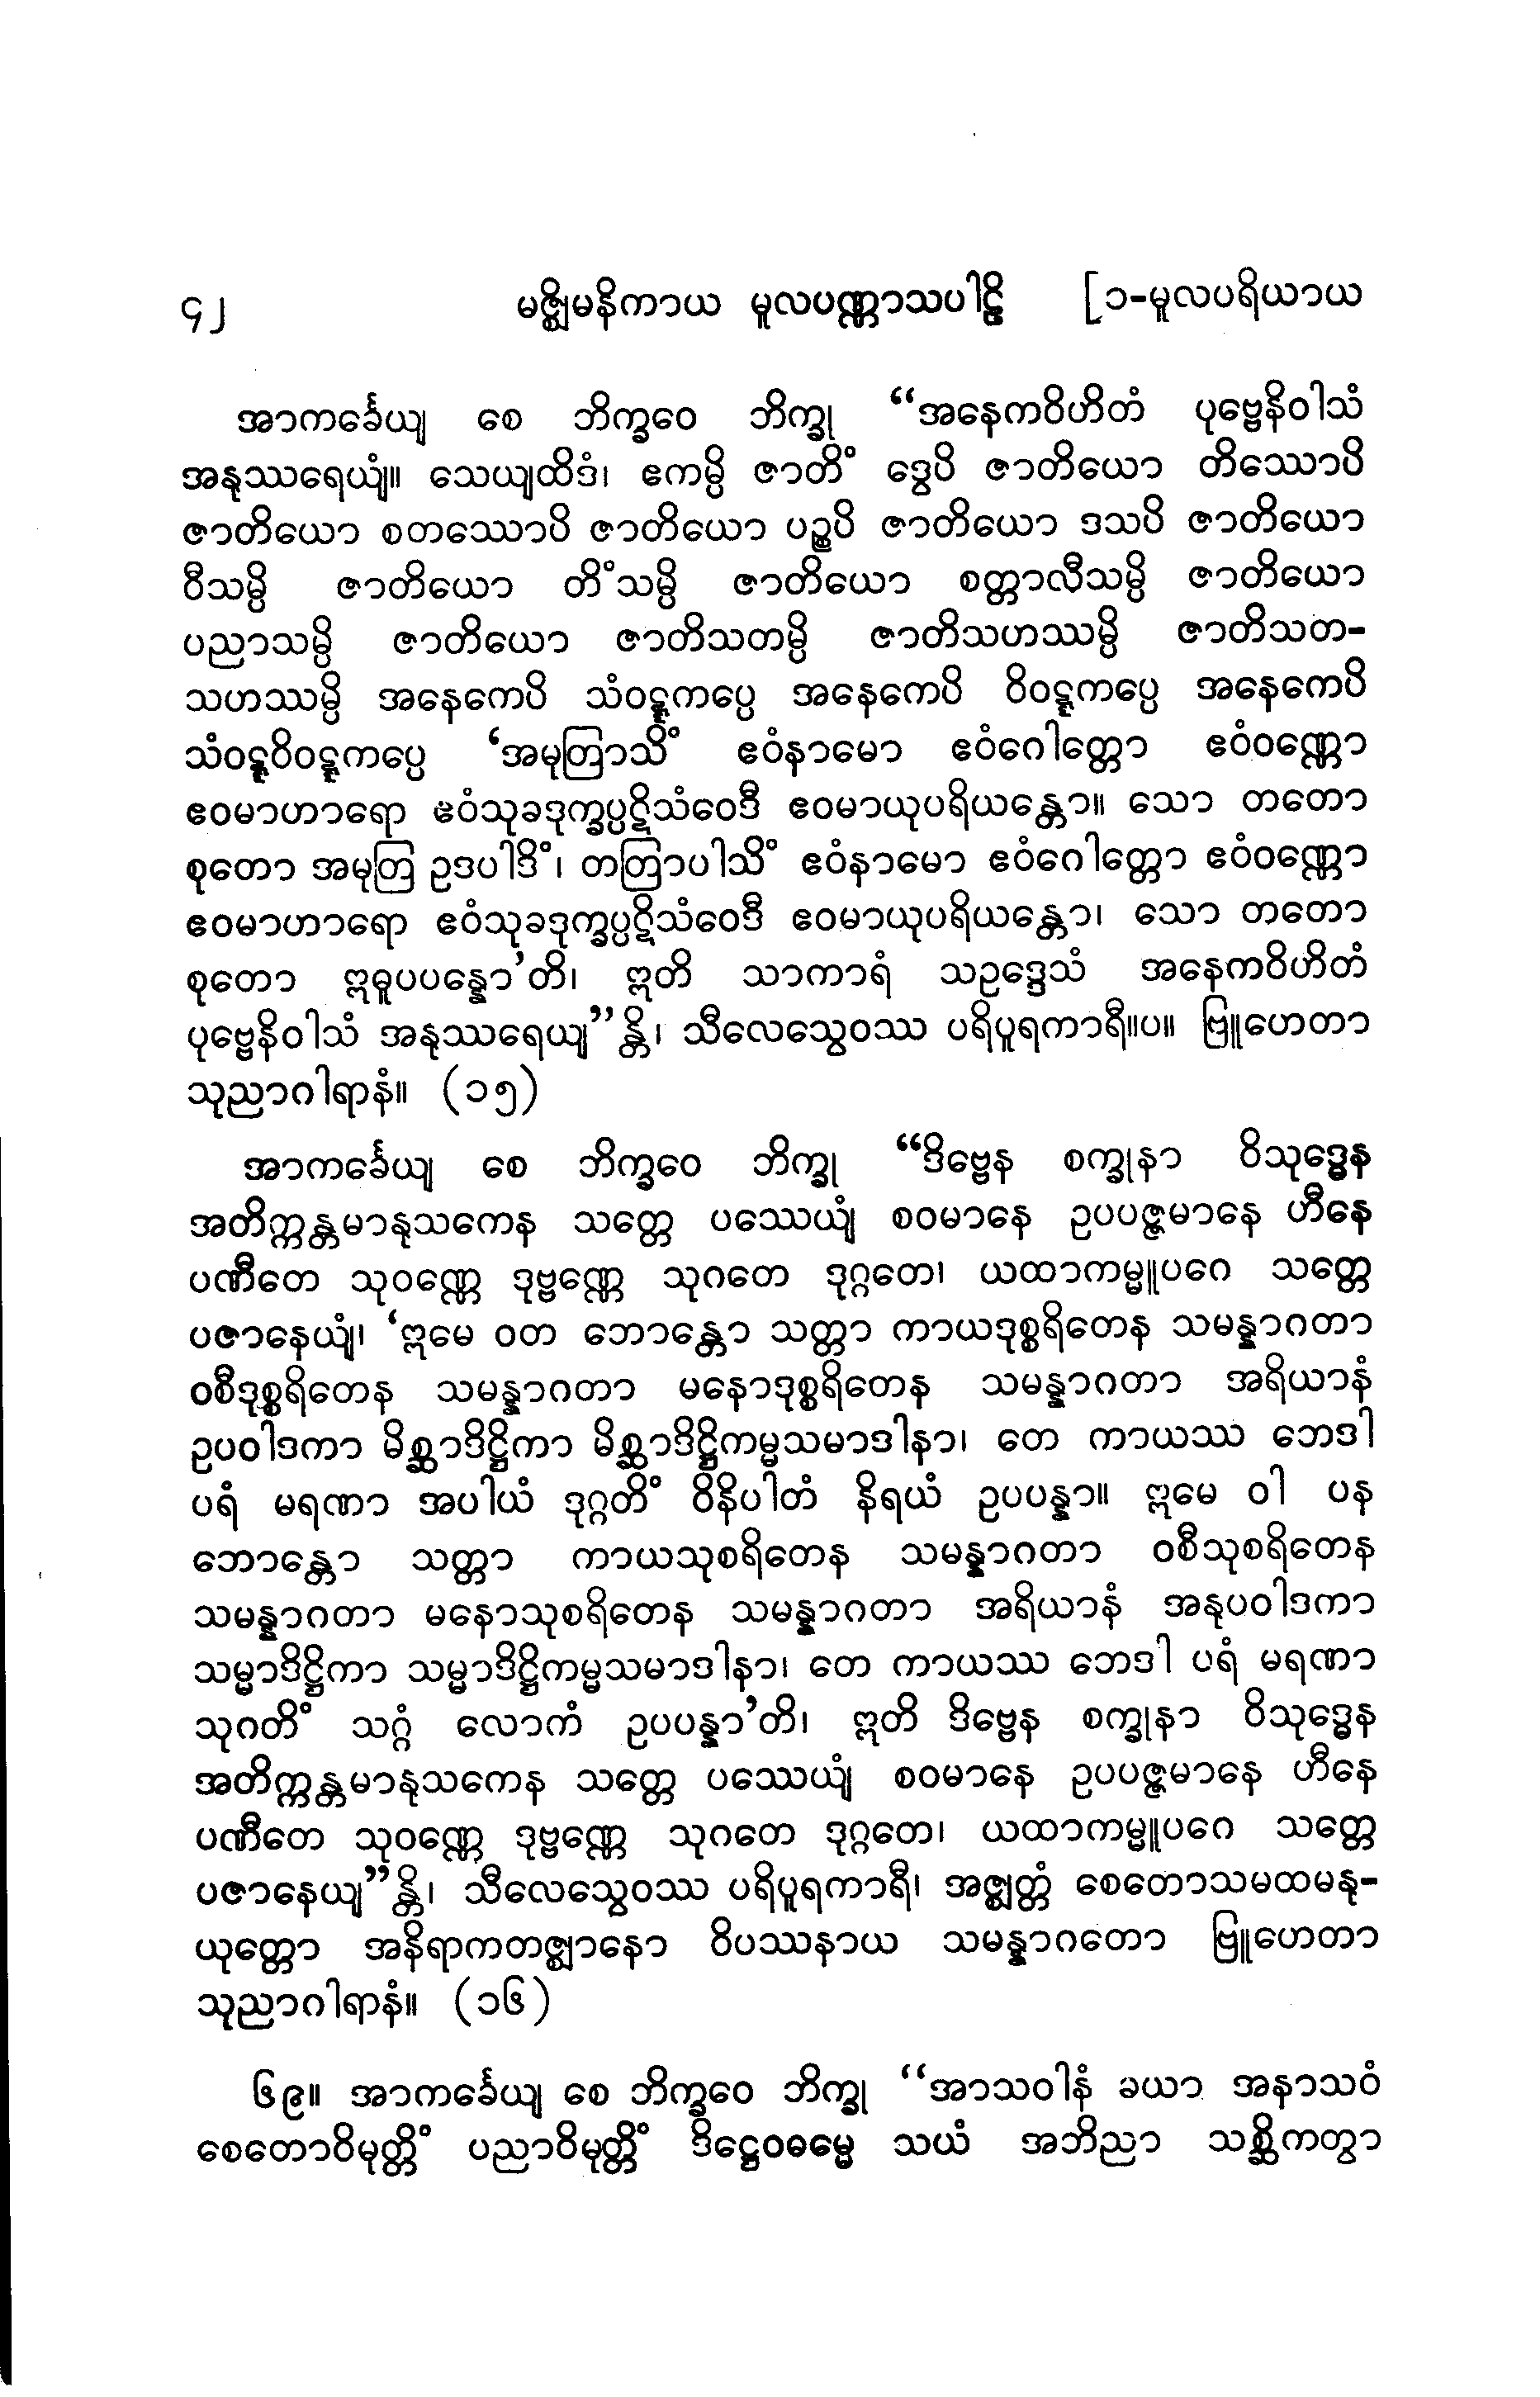 ၄၂ မဇ္ဈိမနိကာယ မူလပဏ္ဏာသပါဠိ [၁-မူလပရိယာယ
အာကင်္ခေယျ စေ ဘိက္ခဝေ ဘိက္ခု “အနေကဝိဟိတံ ပုဗ္ဗေနိဝါသံ
အနုဿရေယျံ။ သေယျထိဒံ၊ ဧကမ္ပိ ဇာတိံ ဒွေပိ ဇာတိယော တိဿောပိ
ဇာတိယော စတဿောပိ ဇာတိယော ပဉ္စပိ ဇာတိယော ဒသပိ ဇာတိယော
ဝီသမ္ပိ ဇာတိယော တိံသမ္ပိ ဇာတိယော စတ္တာလီသမ္ပိ ဇာတိယော
ပညာသမ္ပိ ဇာတိယော ဇာတိသတမ္ပိ ဇာတိသဟဿမ္ပိ ဇာတိသတ-
သဟဿမ္ပိ အနေကေပိ သံဝဋ္ဋကပ္ပေ အနေကေပိ ဝိဝဋ္ဋကပ္ပေ အနေကေပိ
သံဝဋ္ဋဝိဝဋ္ဋကပ္ပေ ‘အမုတြာသိံ ဧဝံနာမော ဧဝံဂေါတ္တော ဧဝံဝဏ္ဏော
ဧဝမာဟာရော ဧဝံသုခဒုက္ခပ္ပဋိသံဝေဒီ ဧဝမာယုပရိယန္တော။ သော တတော
စုတော အမုတြ ဥဒပါဒိံ၊ တတြာပါသိံ ဧဝံနာမော ဧဝံဂေါတ္တော ဧဝံဝဏ္ဏော
ဧဝမာဟာရော ဧဝံသုခဒုက္ခပ္ပဋိသံဝေဒီ ဧဝမာယုပရိယန္တော၊ သော တတော
စုတော ဣဓူပပန္နော’တိ၊ ဣတိ သာကာရံ သဥဒ္ဒေသံ အနေကဝိဟိတံ
ပုဗ္ဗေနိဝါသံ အနုဿရေယျ”န္တိ၊ သီလေသွေဝဿ ပရိပူရကာရီ။ပ။ ဗြူဟေတာ
သုညာဂါရာနံ။ (၁၅)
အာကင်္ခေယျ စေ ဘိက္ခဝေ ဘိက္ခု “ဒိဗ္ဗေန စက္ခုနာ ဝိသုဒ္ဓေန
အတိက္ကန္တမာနုသကေန သတ္တေ ပဿေယျံ စဝမာနေ ဥပပဇ္ဇမာနေ ဟီနေ
ပဏီတေ သုဝဏ္ဏေ ဒုဗ္ဗဏ္ဏေ သုဂတေ ဒုဂ္ဂတေ၊ ယထာကမ္မူပဂေ သတ္တေ
ပဇာနေယျံ၊ ‘ဣမေ ဝတ ဘောန္တော သတ္တာ ကာယဒုစ္စရိတေန သမန္နာဂတာ
ဝစီဒုစ္စရိတေန သမန္နာဂတာ မနောဒုစ္စရိတေန သမန္နာဂတာ အရိယာနံ
ဥပဝါဒကာ မိစ္ဆာဒိဋ္ဌိကာ မိစ္ဆာဒိဋ္ဌိကမ္မသမာဒါနာ၊ တေ ကာယဿ ဘေဒါ
ပရံ မရဏာ အပါယံ ဒုဂ္ဂတိံ ဝိနိပါတံ နိရယံ ဥပပန္နာ။ ဣမေ ဝါ ပန
ဘောန္တော သတ္တာ ကာယသုစရိတေန သမန္နာဂတာ ဝစီသုစရိတေန
သမန္နာဂတာ မနောသုစရိတေန သမန္နာဂတာ အရိယာနံ အနုပဝါဒကာ
သမ္မာဒိဋ္ဌိကာ သမ္မာဒိဋ္ဌိကမ္မသမာဒါနာ၊ တေ ကာယဿ ဘေဒါ ပရံ မရဏာ
သုဂတိံ သဂ္ဂံ လောကံ ဥပပန္နာ’တိ၊ ဣတိ ဒိဗ္ဗေန စက္ခုနာ ဝိသုဒ္ဓေန
အတိက္ကန္တမာနုသကေန သတ္တေ ပဿေယျံ စဝမာနေ ဥပပဇ္ဇမာနေ ဟီနေ
ပဏီတေ သုဝဏ္ဏေ ဒုဗ္ဗဏ္ဏေ သုဂတေ ဒုဂ္ဂတေ၊ ယထာကမ္မူပဂေ သတ္တေ
ပဇာနေယျ”န္တိ၊ သီလေသွေဝဿ ပရိပူရကာရီ၊ အဇ္ဈတ္တံ စေတောသမထမနု-
ယုတ္တော အနိရာကတဇ္ဈာနော ဝိပဿနာယ သမန္နာဂတော ဗြူဟေတာ
သုညာဂါရာနံ။ (၁၆)
၆၉။ အာကင်္ခေယျ စေ ဘိက္ခဝေ ဘိက္ခု “အာသဝါနံ ခယာ အနာသဝံ
စေတောဝိမုတ္တိံ ပညာဝိမုတ္တိံ ဒိဋ္ဌေဝဓမ္မေ သယံ အဘိညာ သစ္ဆိကတွာ